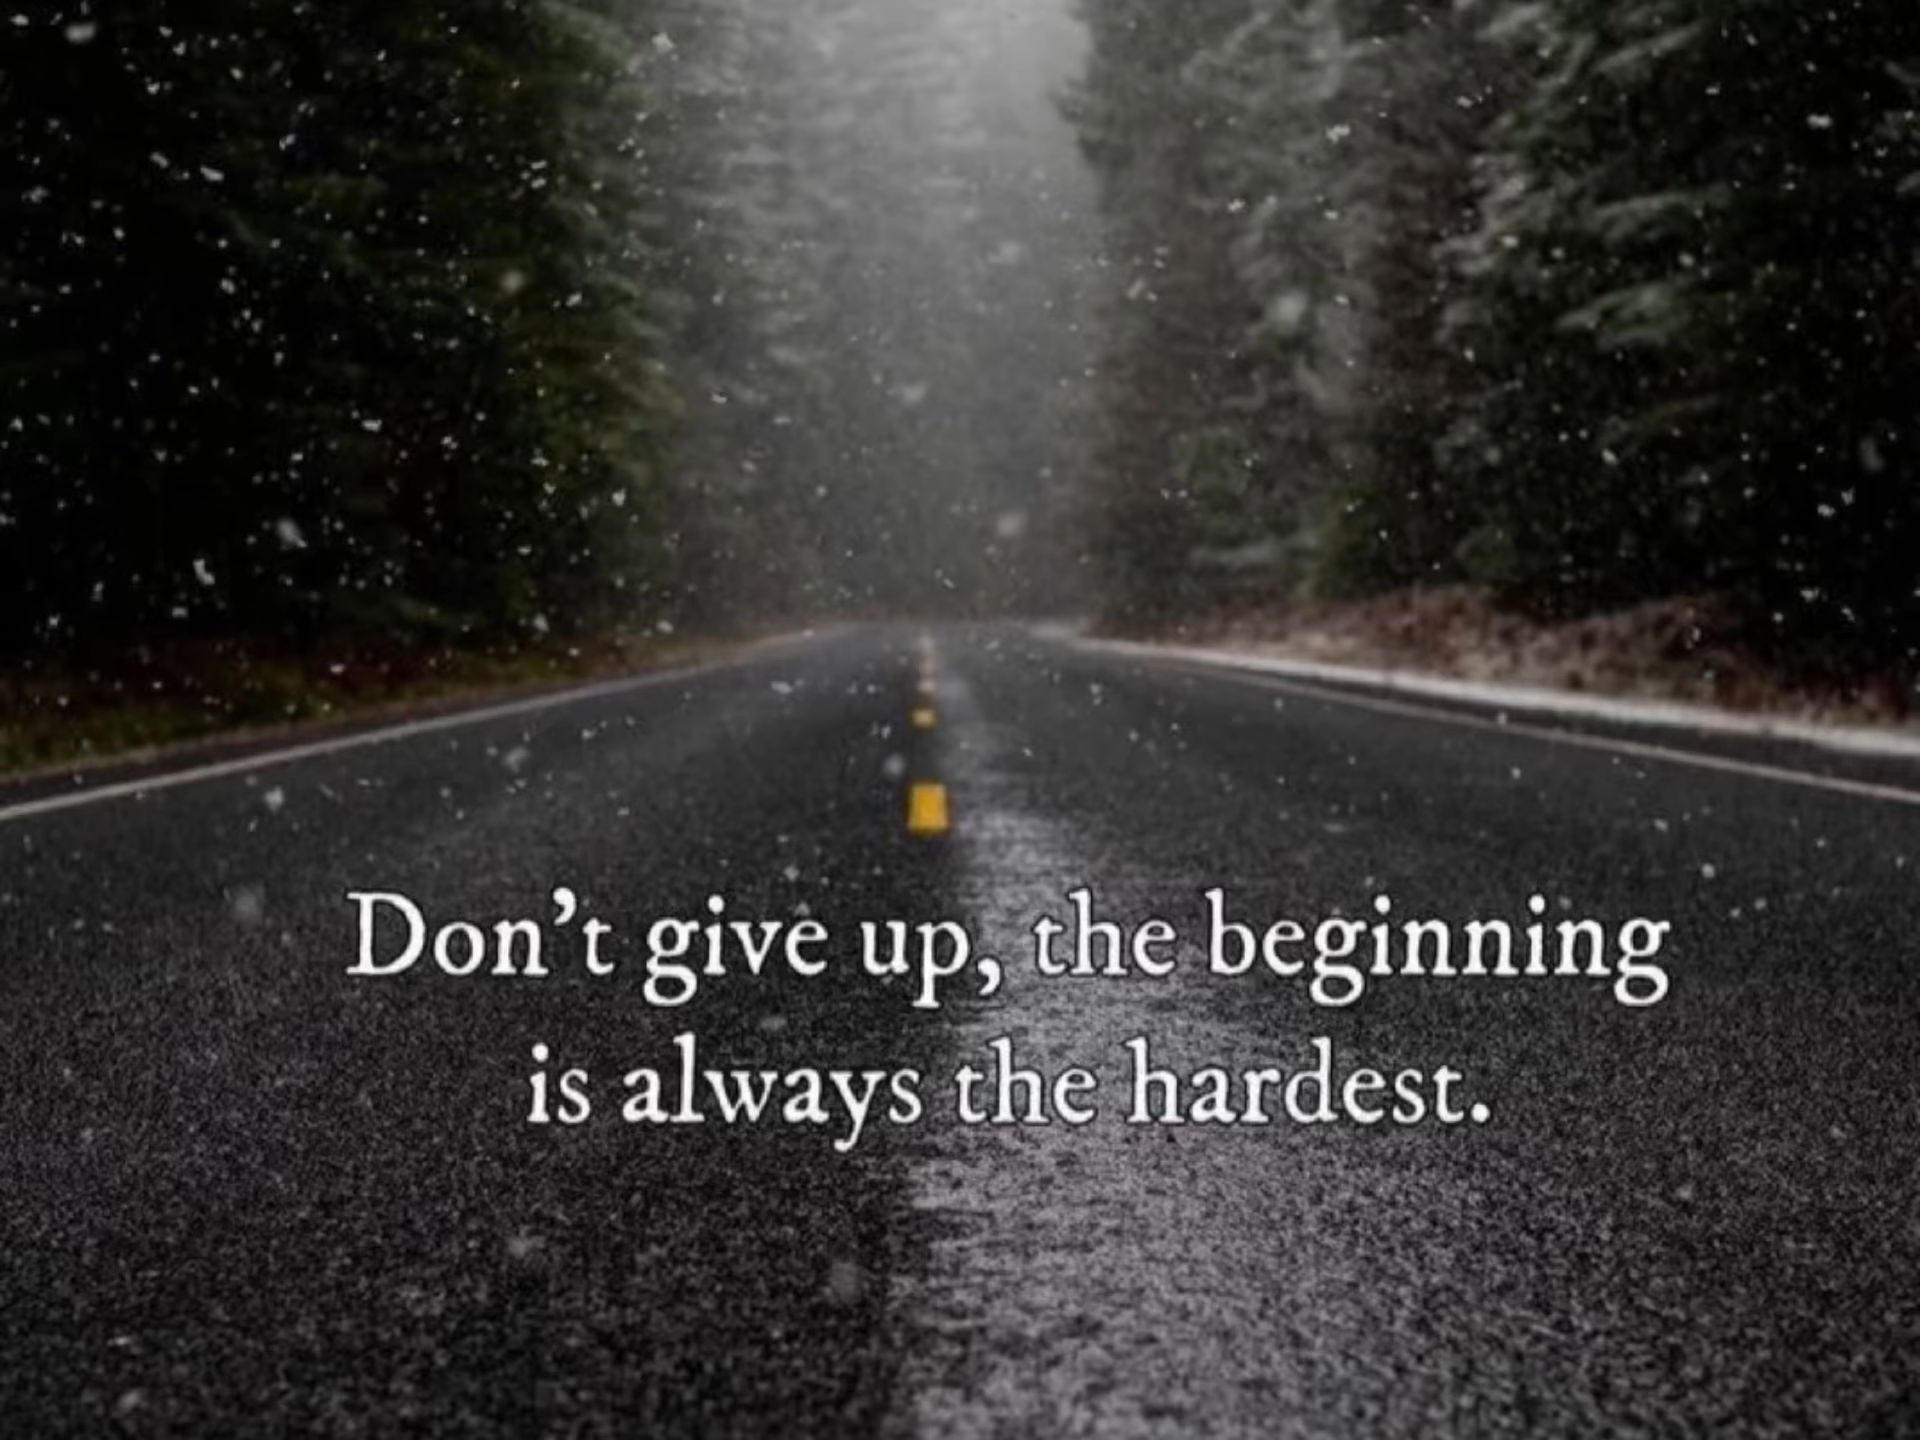 Don't give up, the beginning
is always the hardest.